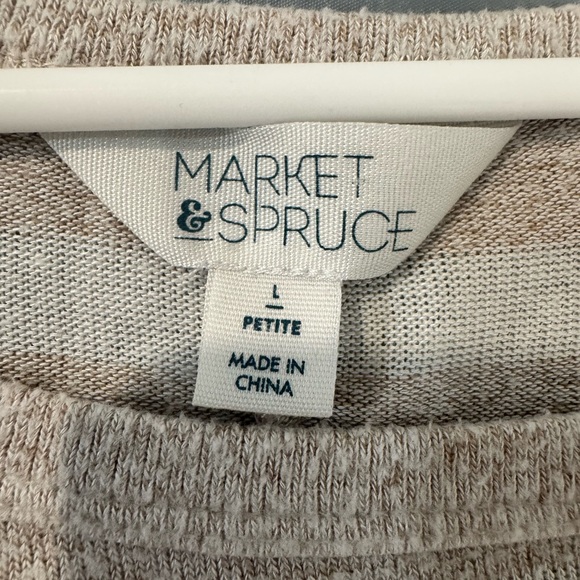 MARKET
& SPRUCE
L
PETITE
MADE IN
CHINA